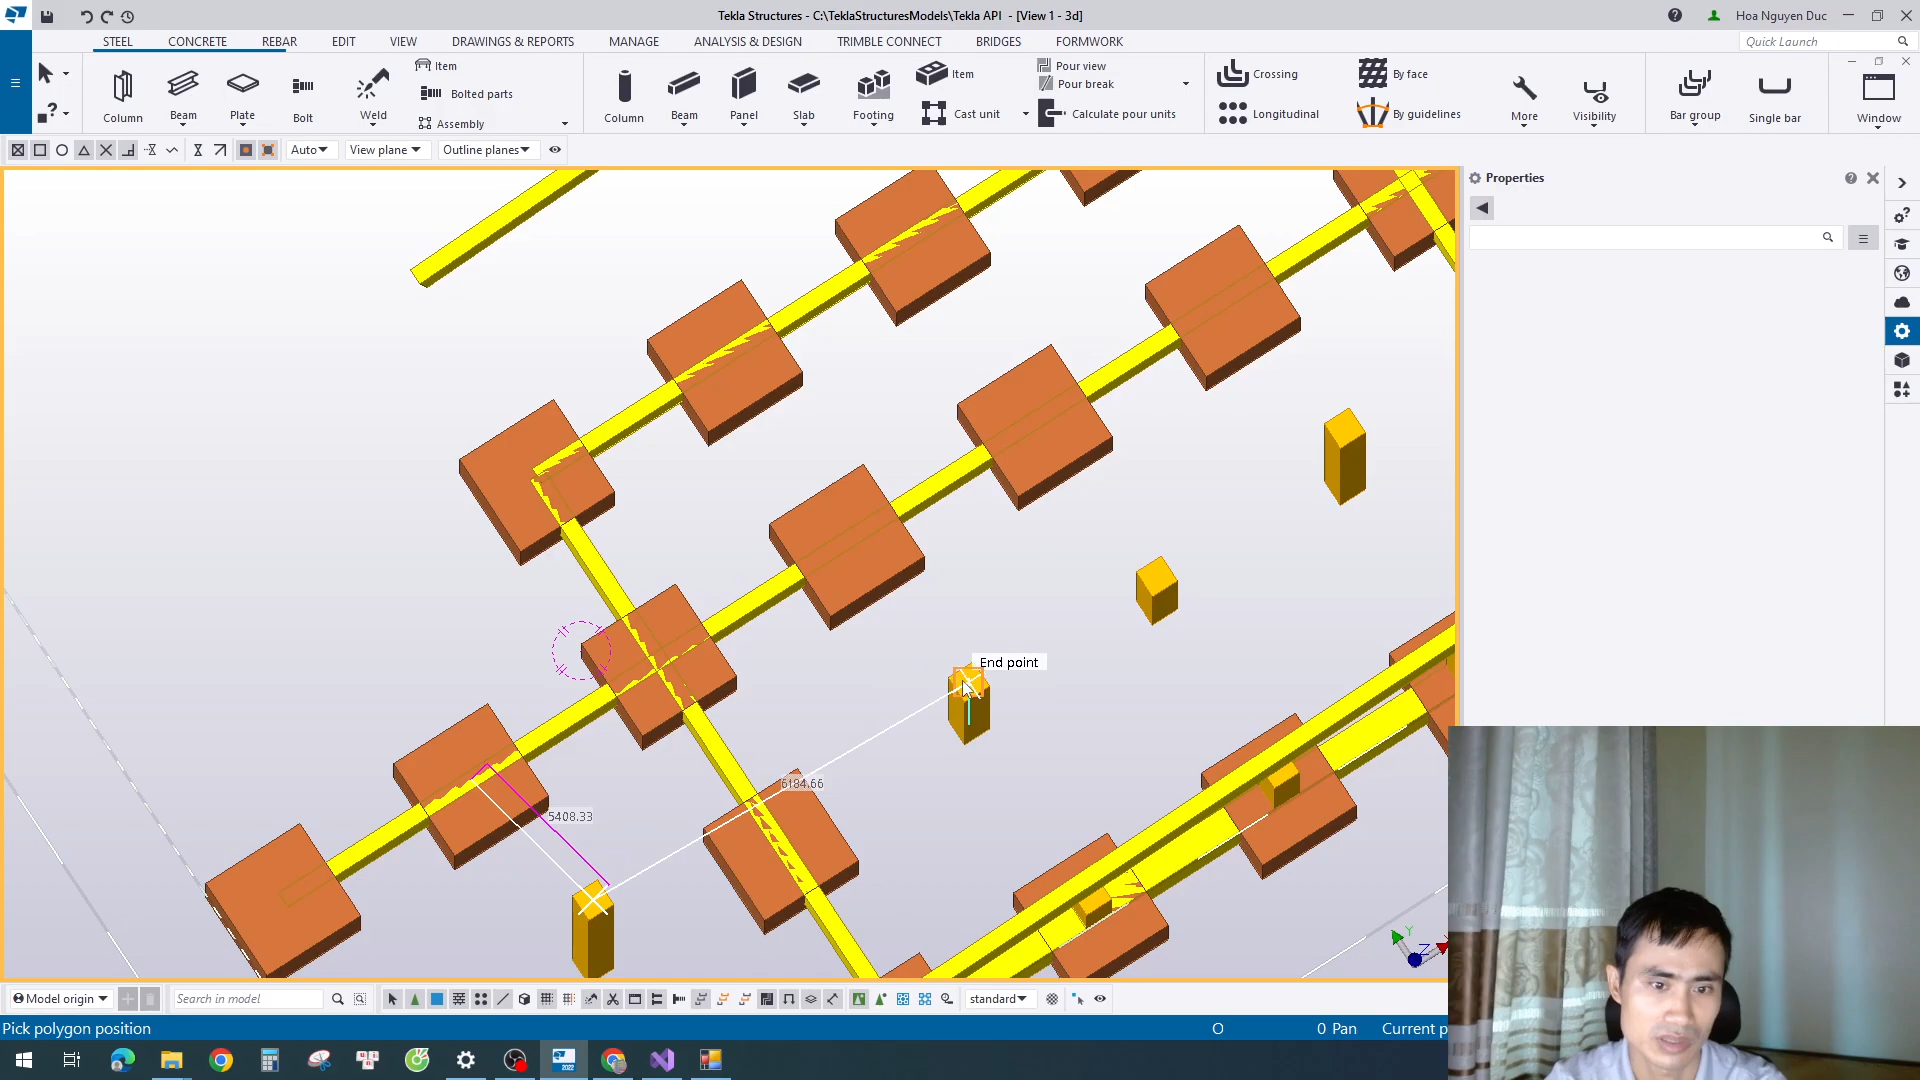 Tekla Structures - C:\TeklaStructuresModels\Tekla API - [View 1 - 3d]
Hoa Nguyen Duc
STEEL CONCRETE REBAR EDIT VIEW DRAWINGS & REPORTS MANAGE ANALYSIS & DESIGN TRIMBLE CONNECT BRIDGES FORMWORK
Quick Launch
Column Beam Plate Bolt Weld
Item
Bolted parts
Assembly
Column Beam Panel Slab Footing
Item
Cast unit
Pour view
Pour break
Calculate pour units
Crossing
Longitudinal
By face
By guidelines
More Visibility Bar group Single bar Window
Auto View plane Outline planes
Properties
End point
6184.66
5408.33
Y
Z
Model origin
Search in model
standard
Pick polygon position
O
0 Pan
Current p
2022